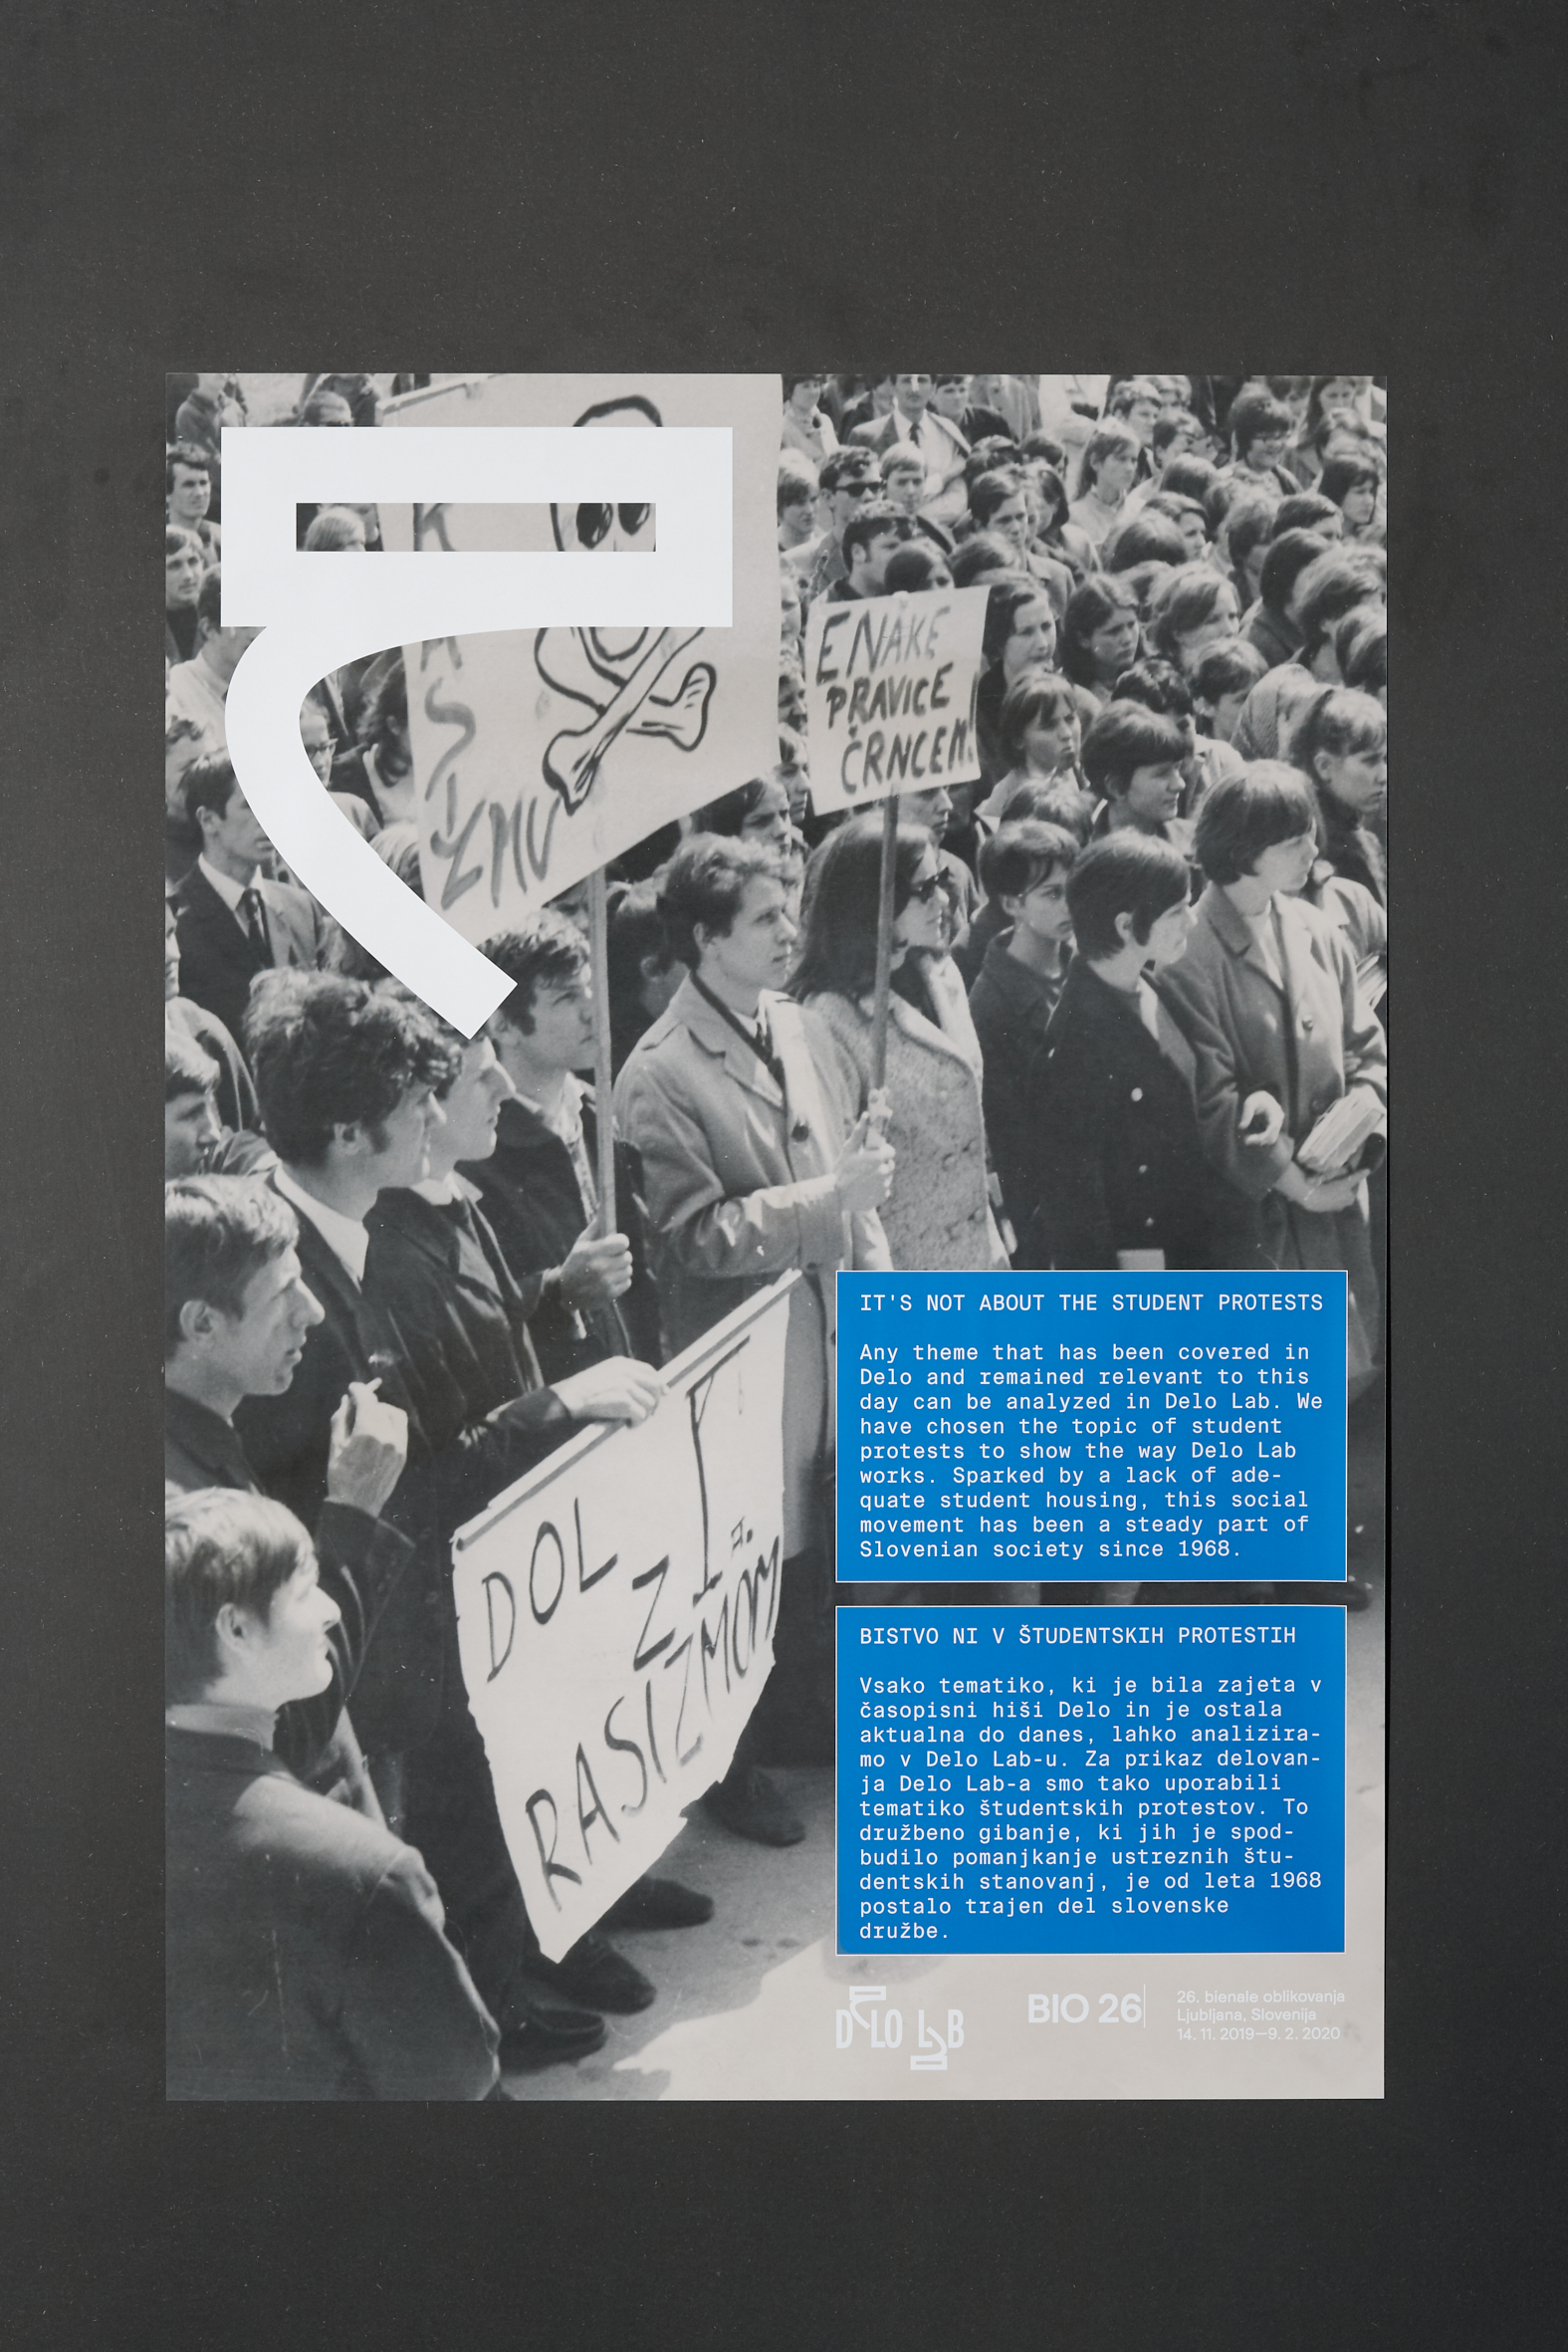 K
A
S
ZMU
ENAKE
PRAVICE
ČRNCEM
DOL
Z
RASIZMOM
IT'S NOT ABOUT THE STUDENT PROTESTS
Any theme that has been covered in
Delo and remained relevant to this
day can be analyzed in Delo Lab. We
have chosen the topic of student
protests to show the way Delo Lab
works. Sparked by a lack of ade-
quate student housing, this social
movement has been a steady part of
Slovenian society since 1968.
BISTVO NI V ŠTUDENTSKIH PROTESTIH
Vsako tematiko, ki je bila zajeta v
časopisni hiši Delo in je ostala
aktualna do danes, lahko analizira-
mo v Delo Lab-u. Za prikaz delovan-
ja Delo Lab-a smo tako uporabili
tematiko študentskih protestov. To
družbeno gibanje, ki jih je spod-
budilo pomanjkanje ustreznih štu-
dentskih stanovanj, je od leta 1968
postalo trajen del slovenske
družbe.
DELO LAB
BIO 26
26. bienale oblikovanja
Ljubljana, Slovenija
14. 11. 2019—9. 2. 2020